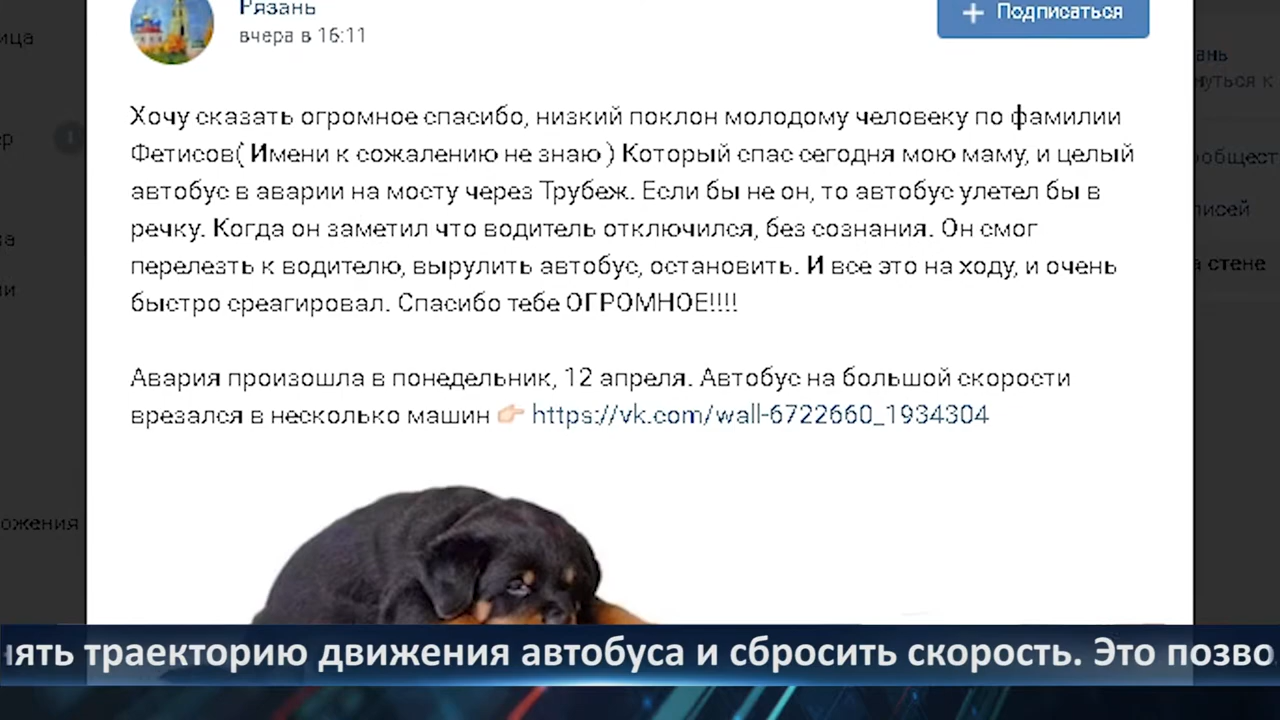 Рязань
вчера в 16:11
Подписаться
Хочу сказать огромное спасибо, низкий поклон молодому человеку по фамилии
Фетисов( Имени к сожалению не знаю ) Который спас сегодня мою маму, и целый
автобус в аварии на мосту через Трубеж. Если бы не он, то автобус улетел бы в
речку. Когда он заметил что водитель отключился, без сознания. Он смог
перелезть к водителю, вырулить автобус, остановить. И все это на ходу, и очень
быстро среагировал. Спасибо тебе ОГРОМНОЕ!!!!
Авария произошла в понедельник, 12 апреля. Автобус на большой скорости
врезался в несколько машин https://vk.com/wall-6722660_1934304
нять траекторию движения автобуса и сбросить скорость. Это позво